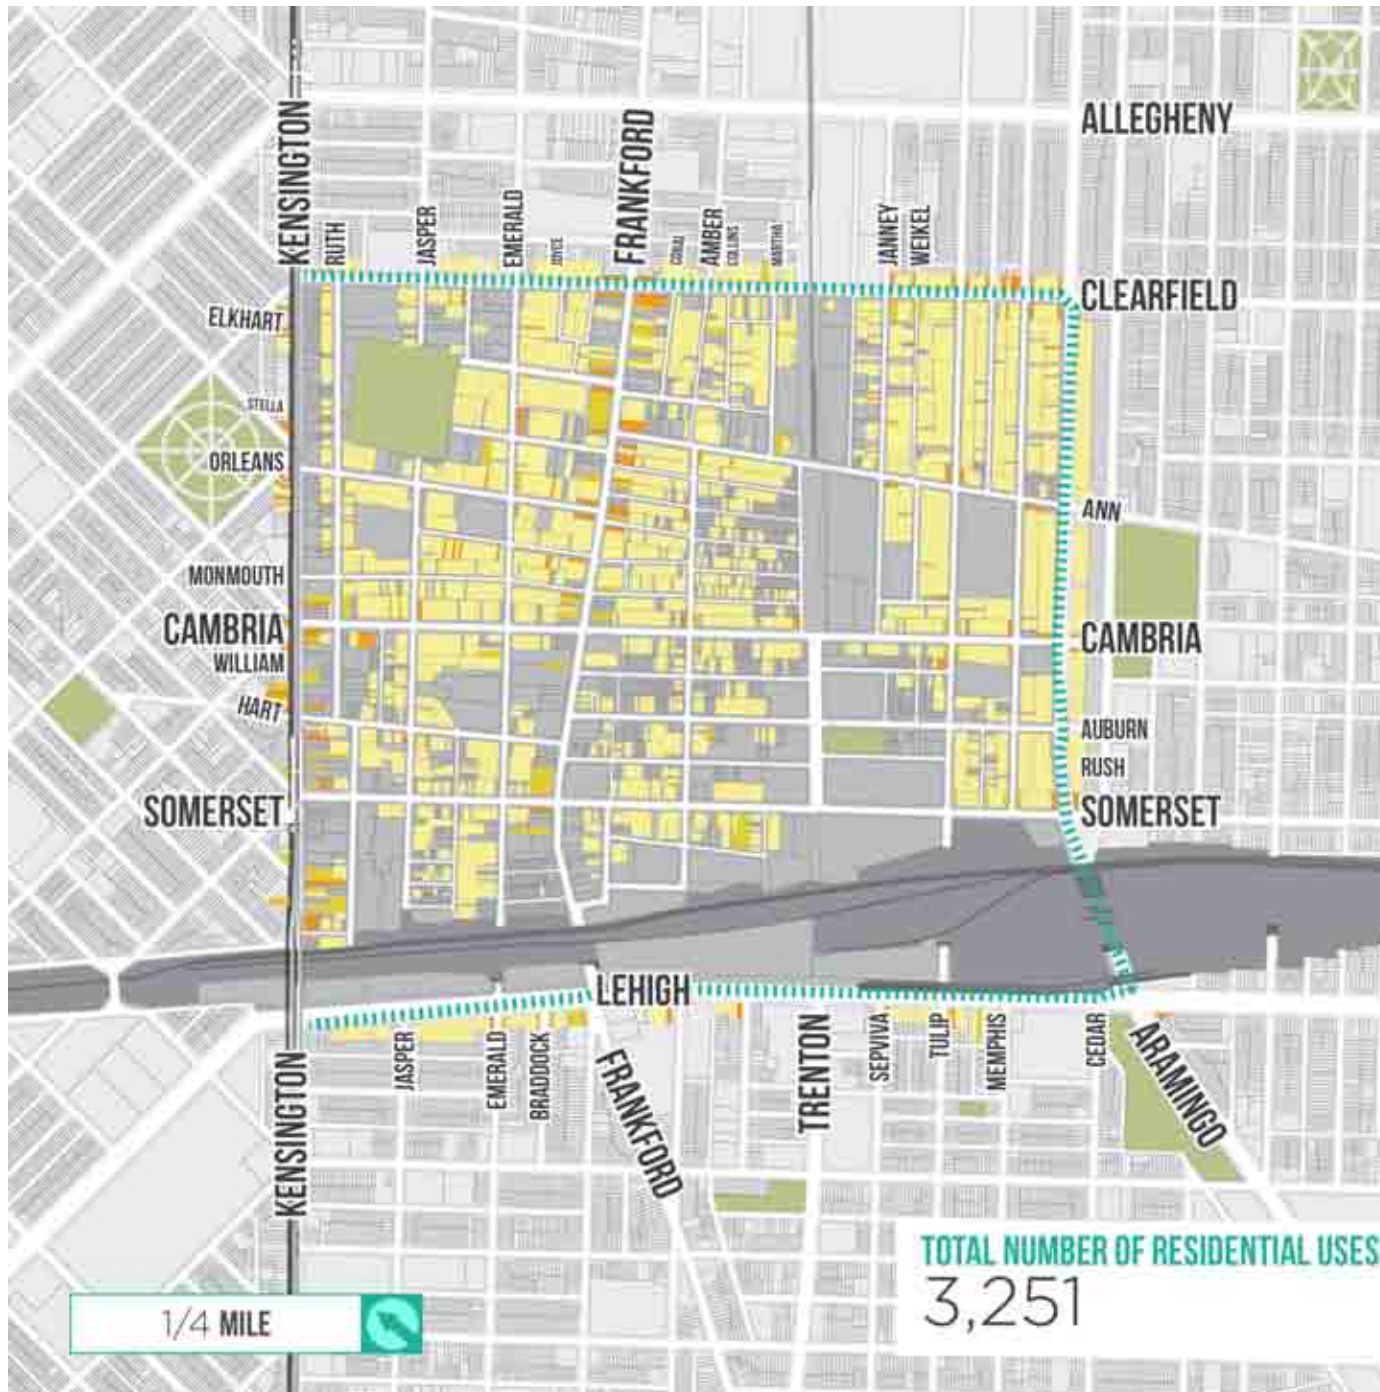 ALLEGHENY
KENSINGTON
RUTH
JASPER
EMERALD
JOYCE
FRANKFORD
CORAL
AMBER
COLLINS
MARTHA
JANNEY
WEIKEL
CLEARFIELD
ELKHART
STELLA
ORLEANS
ANN
MONMOUTH
CAMBRIA
CAMBRIA
WILLIAM
HART
AUBURN
RUSH
SOMERSET
SOMERSET
LEHIGH
KENSINGTON
JASPER
EMERALD
BRADDOCK
FRANKFORD
TRENTON
SEPVIVA
TULIP
MEMPHIS
CEDAR
ARAMINGO
TOTAL NUMBER OF RESIDENTIAL USES
3,251
1/4 MILE